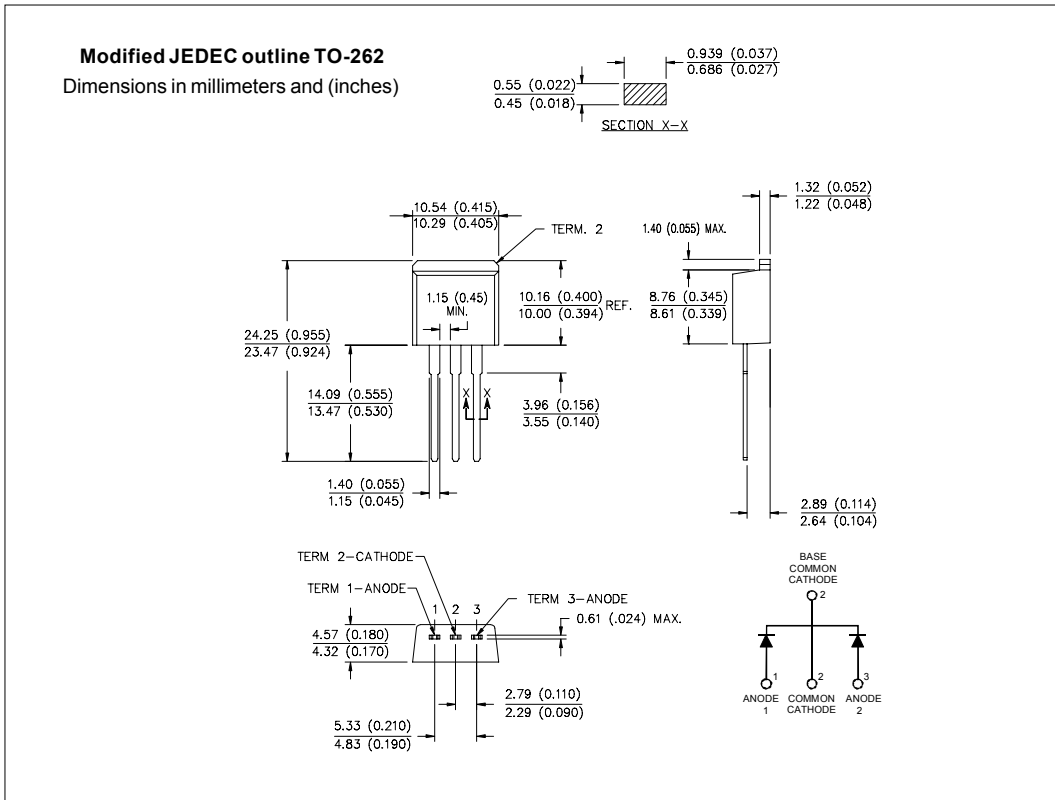 Modified JEDEC outline TO-262
Dimensions in millimeters and (inches)
0.939 (0.037)
0.686 (0.027)
0.55 (0.022)
0.45 (0.018)
SECTION X-X
1.32 (0.052)
1.22 (0.048)
10.54 (0.415)
10.29 (0.405)
TERM. 2
1.40 (0.055) MAX.
1.15 (0.45)
MIN.
10.16 (0.400)
10.00 (0.394)
REF.
8.76 (0.345)
8.61 (0.339)
24.25 (0.955)
23.47 (0.924)
14.09 (0.555)
13.47 (0.530)
X X
3.96 (0.156)
3.55 (0.140)
1.40 (0.055)
1.15 (0.045)
2.89 (0.114)
2.64 (0.104)
TERM 2-CATHODE
TERM 1-ANODE
TERM 3-ANODE
1 2 3
0.61 (.024) MAX.
4.57 (0.180)
4.32 (0.170)
2.79 (0.110)
2.29 (0.090)
5.33 (0.210)
4.83 (0.190)
BASE
COMMON
CATHODE
2
1 2 3
ANODE COMMON ANODE
1 CATHODE 2